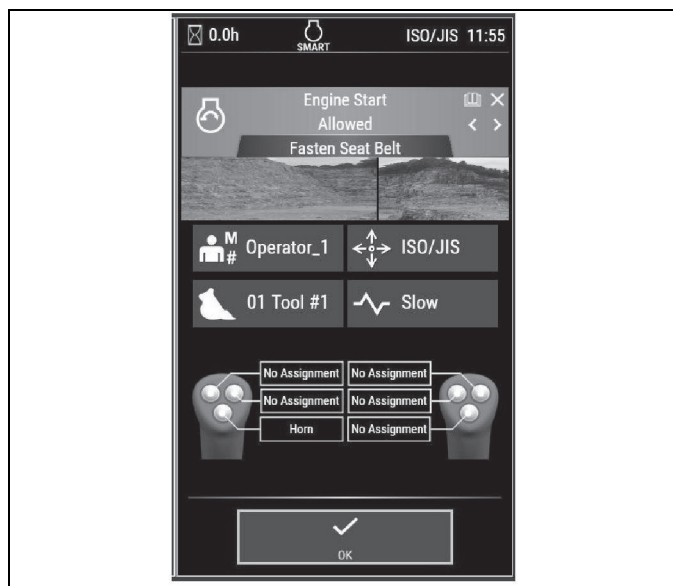 0.0h SMART ISO/JIS 11:55
Engine Start
Allowed
Fasten Seat Belt
M # Operator_1 ISO/JIS
01 Tool #1 Slow
No Assignment No Assignment
No Assignment No Assignment
Horn No Assignment
OK